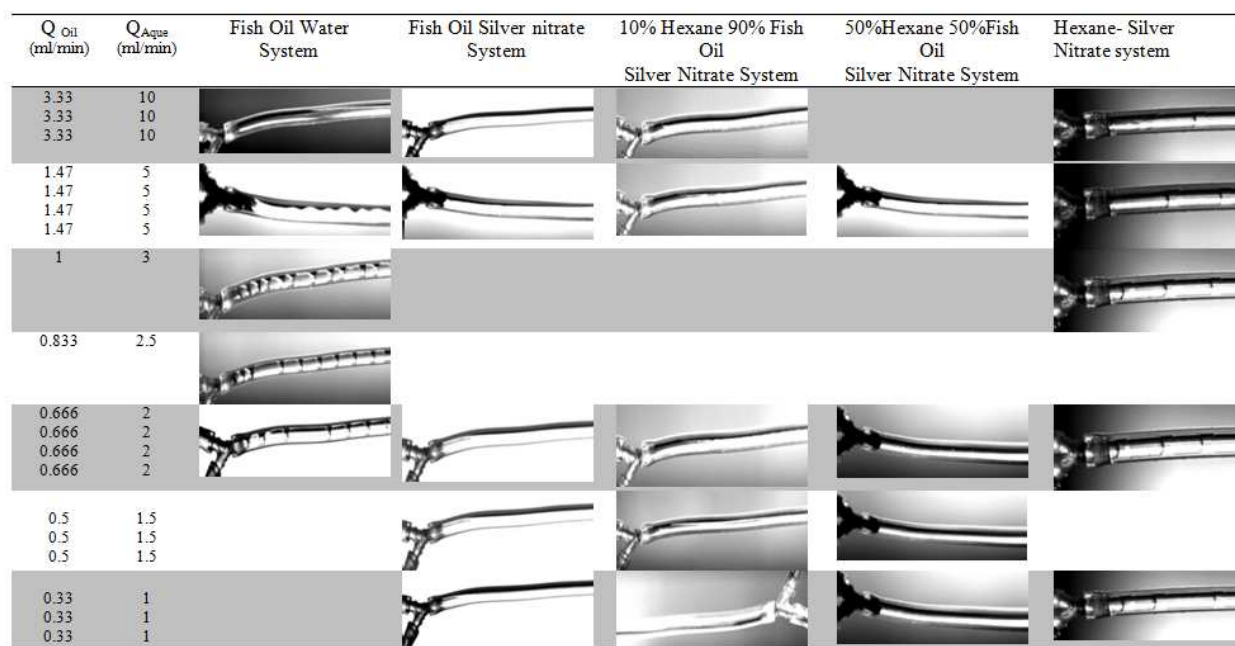 Q Oil (ml/min)
QAque (ml/min)
Fish Oil Water System
Fish Oil Silver nitrate System
10% Hexane 90% Fish Oil Silver Nitrate System
50%Hexane 50%Fish Oil Silver Nitrate System
Hexane- Silver Nitrate system
3.33 10
3.33 10
3.33 10
1.47 5
1.47 5
1.47 5
1.47 5
1 3
0.833 2.5
0.666 2
0.666 2
0.666 2
0.666 2
0.5 1.5
0.5 1.5
0.5 1.5
0.33 1
0.33 1
0.33 1